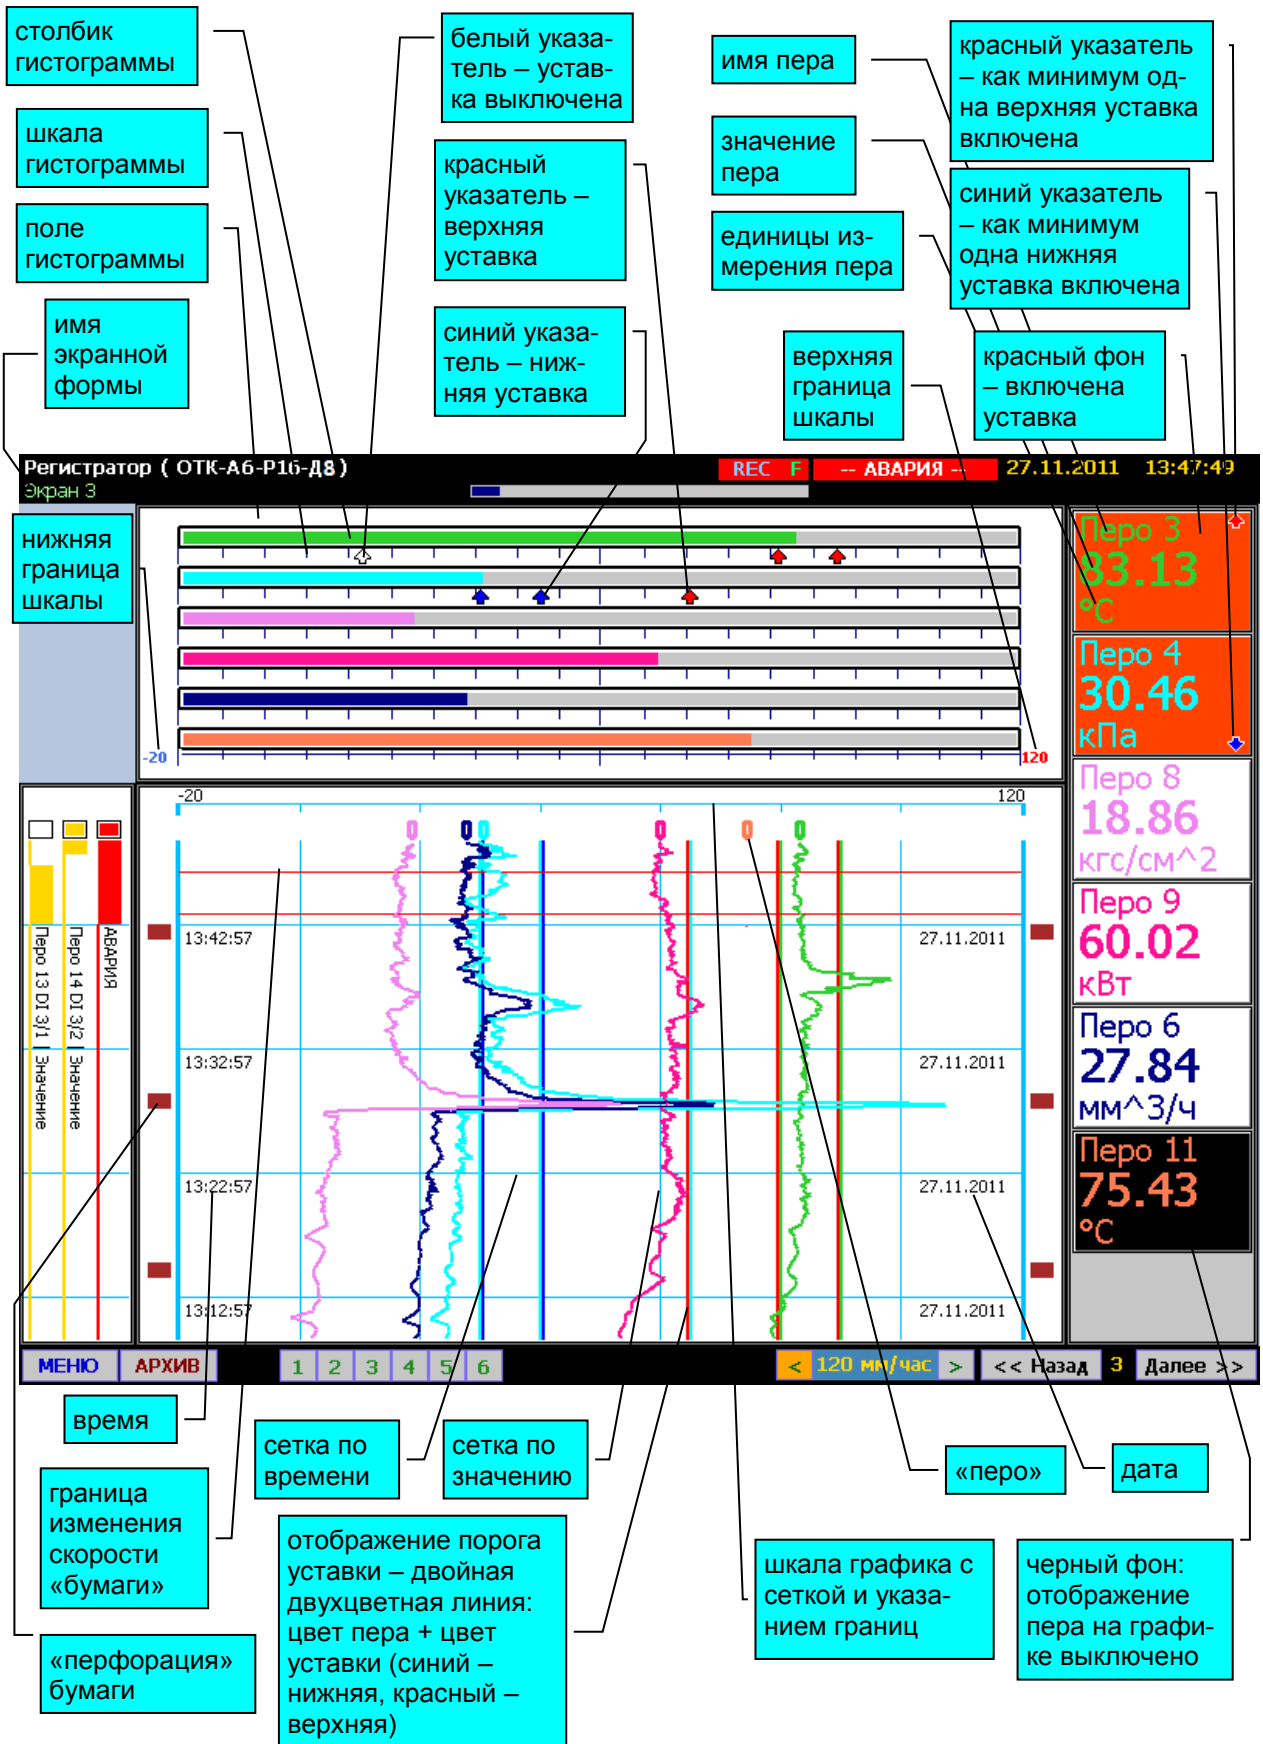 столбик
гистограммы
шкала
гистограммы
поле
гистограммы
имя
экранной
формы
белый указа-
тель – устав-
ка выключена
красный
указатель –
верхняя
уставка
синий указа-
тель – ниж-
няя уставка
имя пера
значение
пера
единицы из-
мерения пера
верхняя
граница
шкалы
красный указатель
– как минимум од-
на верхняя уставка
включена
синий указатель
– как минимум
одна нижняя
уставка включена
красный фон
– включена
уставка
Регистратор ( ОТК-А6-Р16-Д8 )
REC F
-- АВАРИЯ --
27.11.2011 13:47:49
Экран 3
нижняя
граница
шкалы
-20
120
Перо 3
83.13
°C
Перо 4
30.46
кПа
Перо 8
18.86
кгс/см^2
Перо 9
60.02
кВт
Перо 6
27.84
мм^3/ч
Перо 11
75.43
°C
-20
120
АВАРИЯ
Перо 14 DI 3/2 | Значение
Перо 13 DI 3/1 | Значение
13:42:57
27.11.2011
13:32:57
27.11.2011
13:22:57
27.11.2011
13:12:57
27.11.2011
МЕНЮ
АРХИВ
1 2 3 4 5 6
< 120 мм/час >
<< Назад
3
Далее >>
время
сетка по
времени
сетка по
значению
«перо»
дата
граница
изменения
скорости
«бумаги»
«перфорация»
бумаги
отображение порога
уставки – двойная
двухцветная линия:
цвет пера + цвет
уставки (синий –
нижняя, красный –
верхняя)
шкала графика с
сеткой и указа-
нием границ
черный фон:
отображение
пера на графи-
ке выключено